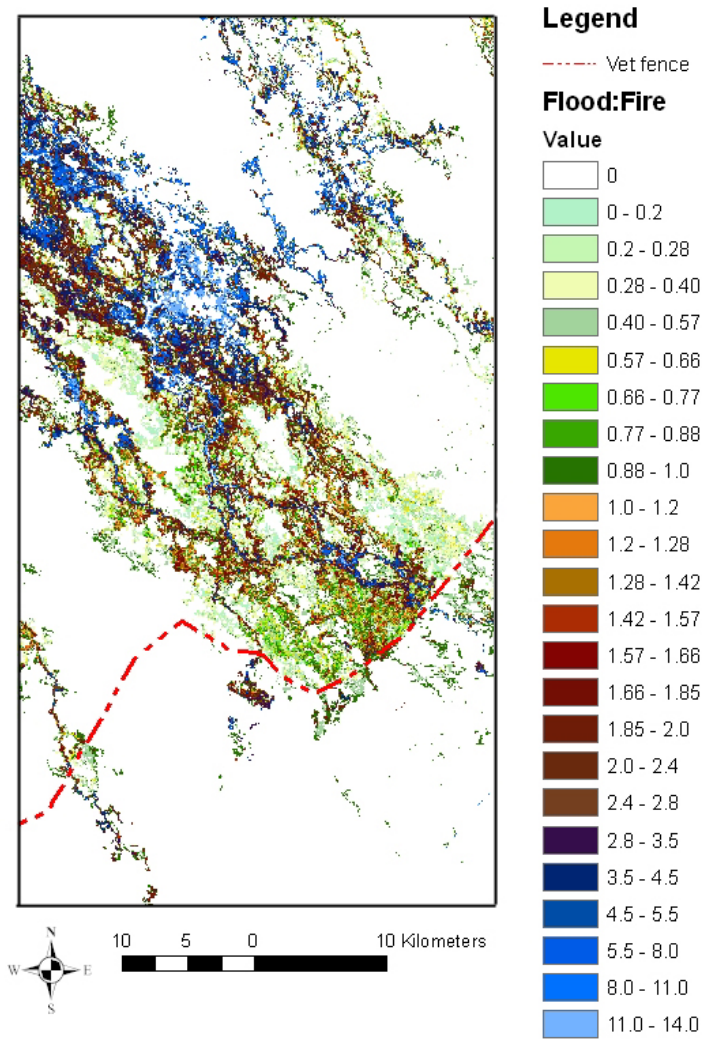 Legend
Vet fence
Flood:Fire
Value
0
0 - 0.2
0.2 - 0.28
0.28 - 0.40
0.40 - 0.57
0.57 - 0.66
0.66 - 0.77
0.77 - 0.88
0.88 - 1.0
1.0 - 1.2
1.2 - 1.28
1.28 - 1.42
1.42 - 1.57
1.57 - 1.66
1.66 - 1.85
1.85 - 2.0
2.0 - 2.4
2.4 - 2.8
2.8 - 3.5
3.5 - 4.5
4.5 - 5.5
5.5 - 8.0
8.0 - 11.0
11.0 - 14.0
N
W E
S
10 5 0 10 Kilometers